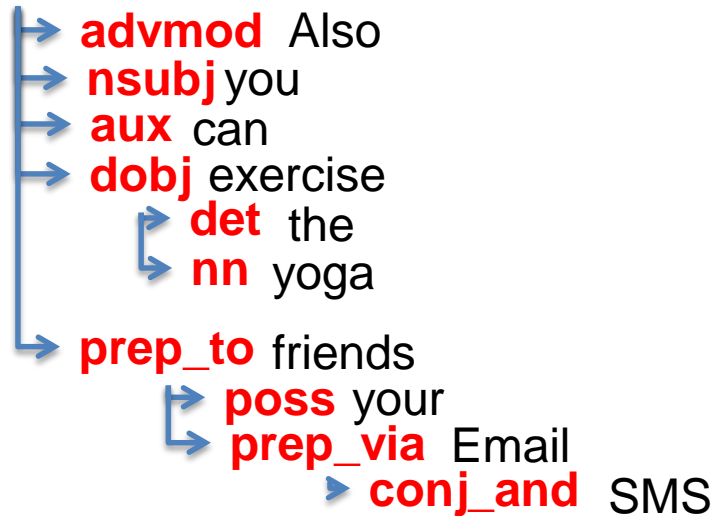 advmod Also
nsubj you
aux can
dobj exercise
det the
nn yoga
prep_to friends
poss your
prep_via Email
conj_and SMS